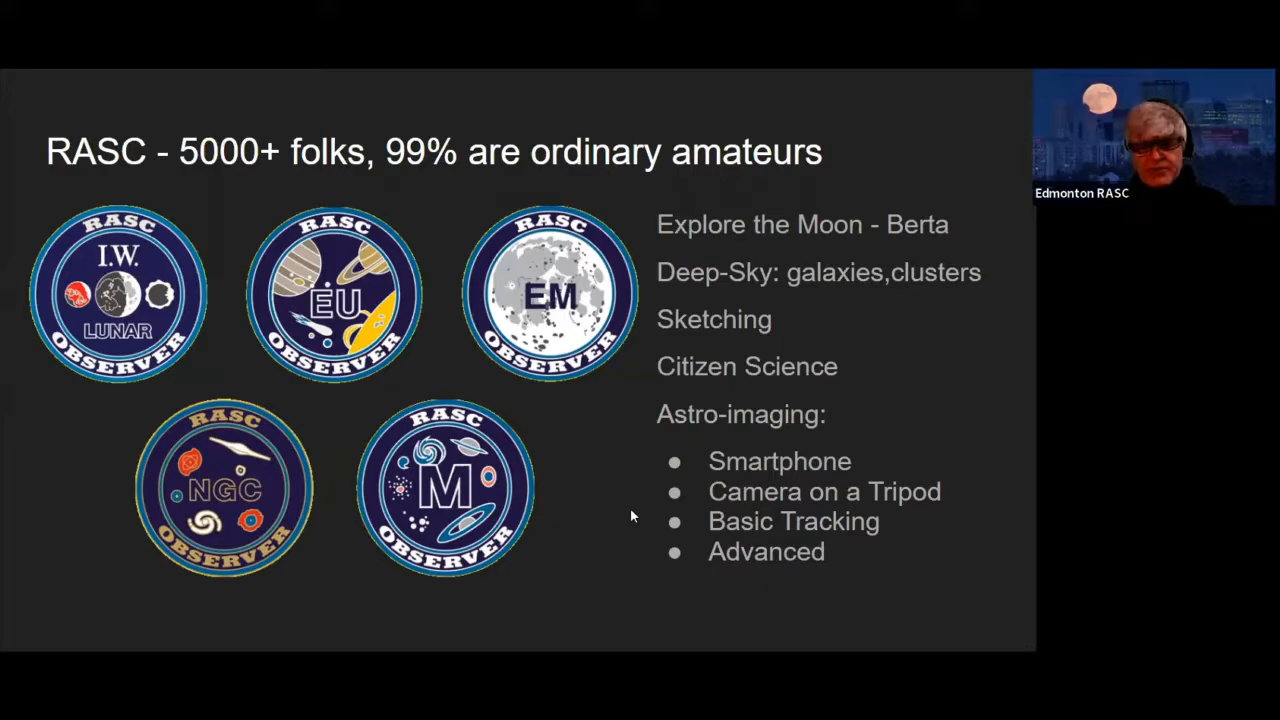 RASC - 5000+ folks, 99% are ordinary amateurs
Edmonton RASC
RASC
I.W.
LUNAR
OBSERVER
RASC
EU
OBSERVER
RASC
EM
OBSERVER
RASC
NGC
OBSERVER
RASC
M
OBSERVER
Explore the Moon - Berta
Deep-Sky: galaxies,clusters
Sketching
Citizen Science
Astro-imaging:
● Smartphone
● Camera on a Tripod
● Basic Tracking
● Advanced